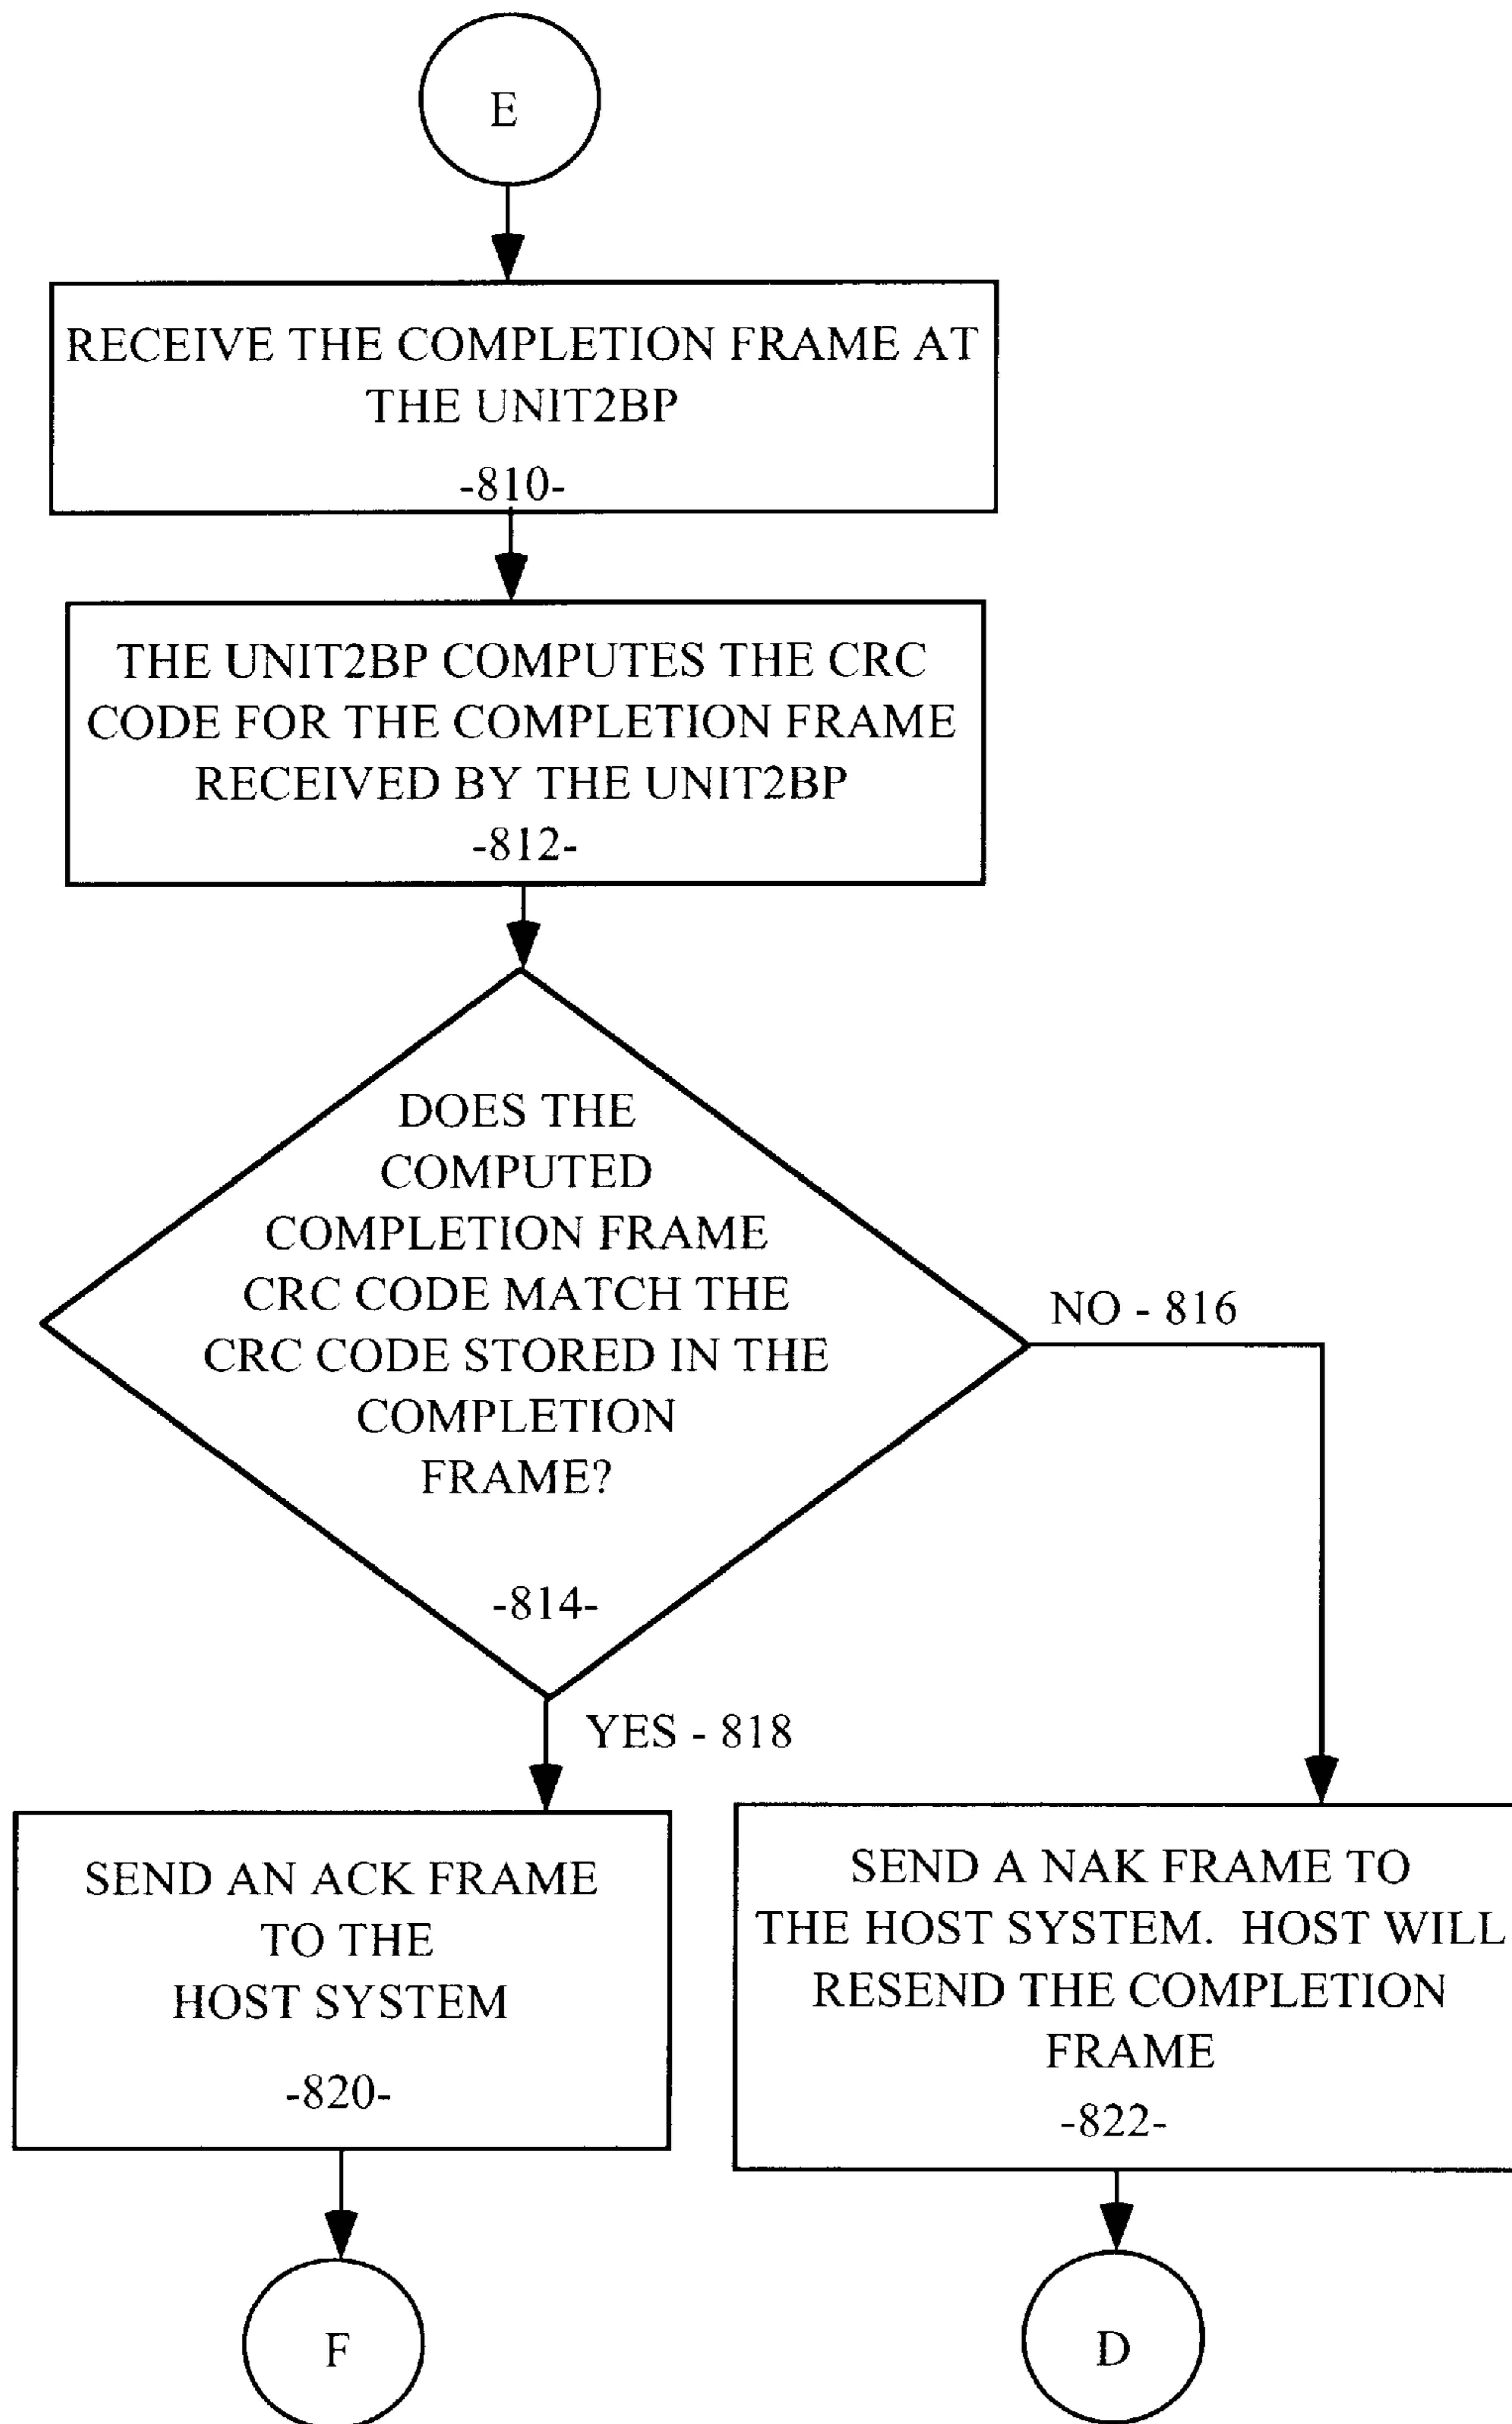 E
RECEIVE THE COMPLETION FRAME AT
THE UNIT2BP
-810-
THE UNIT2BP COMPUTES THE CRC
CODE FOR THE COMPLETION FRAME
RECEIVED BY THE UNIT2BP
-812-
DOES THE
COMPUTED
COMPLETION FRAME
CRC CODE MATCH THE
CRC CODE STORED IN THE
COMPLETION
FRAME?
-814-
NO - 816
YES - 818
SEND AN ACK FRAME
TO THE
HOST SYSTEM
-820-
SEND A NAK FRAME TO
THE HOST SYSTEM. HOST WILL
RESEND THE COMPLETION
FRAME
-822-
F
D